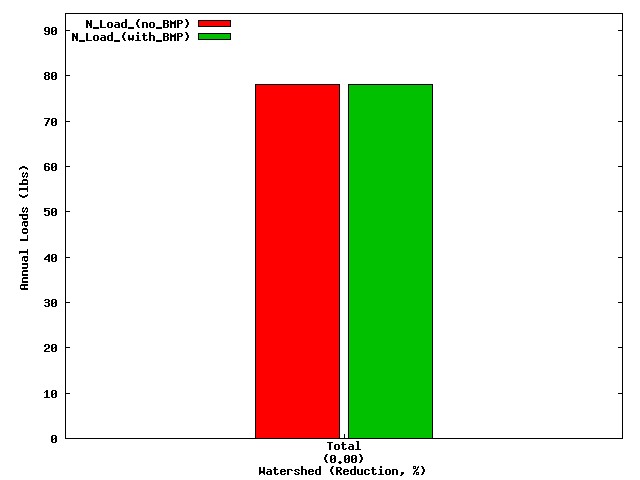 N_Load_(no_BMP)
N_Load_(with_BMP)
90
80
70
60
50
40
30
20
10
0
Annual Loads (lbs)
Total
(0.00)
Watershed (Reduction, %)